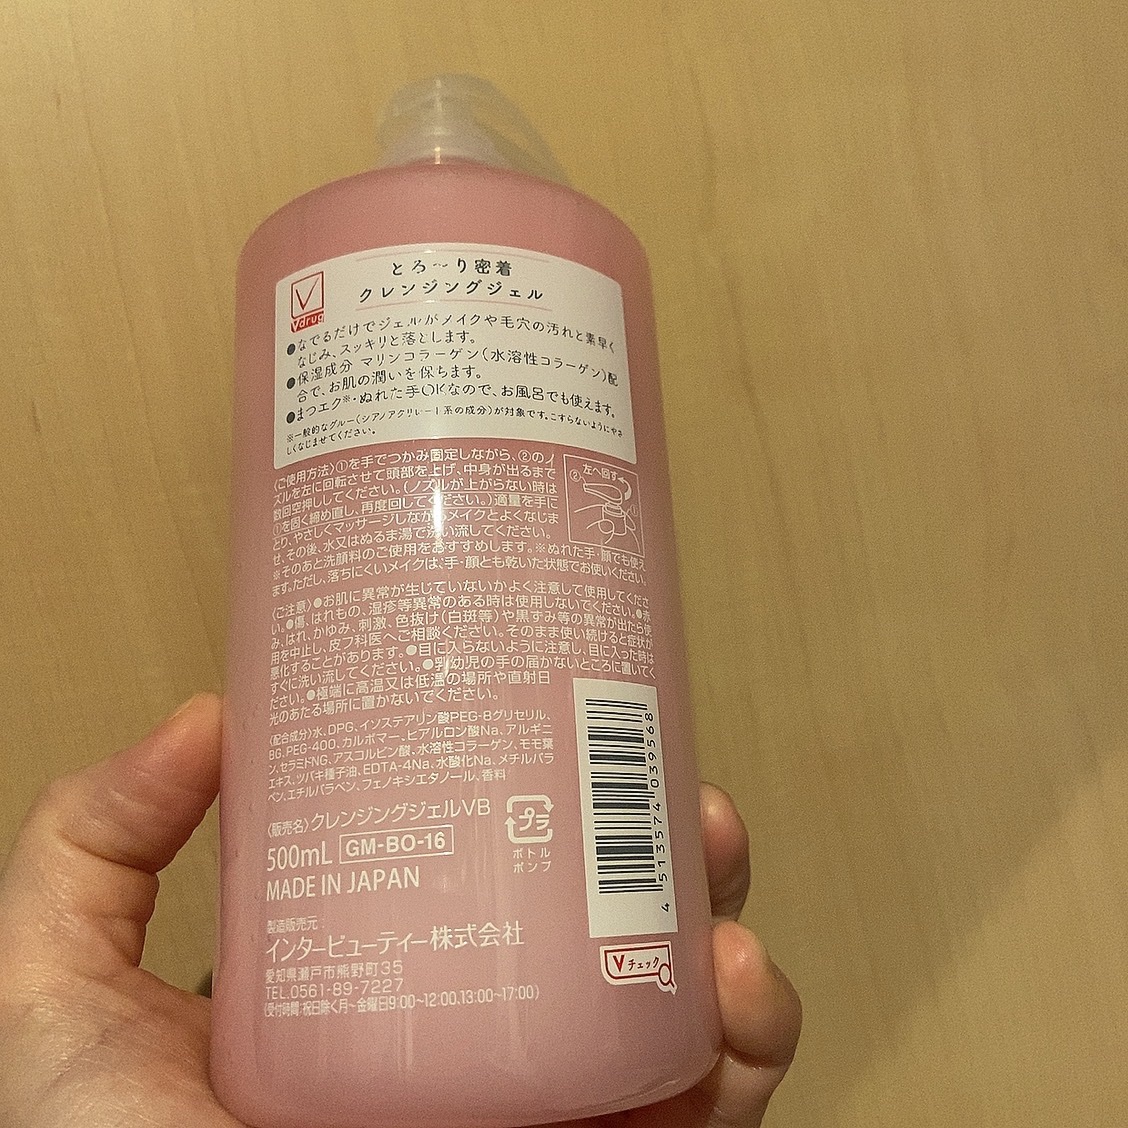 とろ〜り密着
クレンジングジェル
V
Vdrug
●なでるだけでジェルがメイクや毛穴の汚れと素早く
なじみ、スッキリと落とします。
●保湿成分 マリンコラーゲン(水溶性コラーゲン)配
合で、お肌の潤いを保ちます。
●まつエク※・ぬれた手OKなので、お風呂でも使えます。
※一般的なグルー(シアノアクリレート系の成分)が対象です。こすらないようにやさ
しくなじませてください。
〈ご使用方法〉①を手でつかみ固定しながら、②のノ
ズルを左に回転させて頭部を上げ、中身が出るまで
数回空押ししてください。(ノズルが上がらない時は
①を固く締め直し、再度回してください。)適量を手に
とり、やさしくマッサージしながらメイクとよくなじま
せ、その後、水又はぬるま湯で洗い流してください。
※そのあと洗顔料のご使用をおすすめします。※ぬれた手・顔でも使え
ます。ただし、落ちにくいメイクは、手・顔とも乾いた状態でお使いください。
左へ回す
②
①
〈ご注意〉●お肌に異常が生じていないかよく注意して使用してくださ
い。●傷、はれもの、湿疹等異常のある時は使用しないでください。●赤
み、はれ、かゆみ、刺激、色抜け(白斑等)や黒ずみ等の異常が出たら使
用を中止し、皮フ科医へご相談ください。そのまま使い続けると症状が
悪化することがあります。●目に入らないように注意し、目に入った時は
すぐに洗い流してください。●乳幼児の手の届かないところに置いてく
ださい。●極端に高温又は低温の場所や直射日
光のあたる場所に置かないでください。
〈配合成分〉水、DPG、イソステアリン酸PEG-8グリセリル、
BG、PEG-400、カルボマー、ヒアルロン酸Na、アルギニ
ン、セラミドNG、アスコルビン酸、水溶性コラーゲン、モモ葉
エキス、ツバキ種子油、EDTA-4Na、水酸化Na、メチルパラ
ベン、エチルパラベン、フェノキシエタノール、香料
〈販売名〉クレンジングジェルVB
500mL GM-BO-16
MADE IN JAPAN
プラ
ボトル
ポンプ
製造販売元:
インタービューティー株式会社
愛知県瀬戸市熊野町35
TEL.0561-89-7227
(受付時間:祝日除く月〜金曜日9:00〜12:00、13:00〜17:00)
4 513574 039568
Vチェック